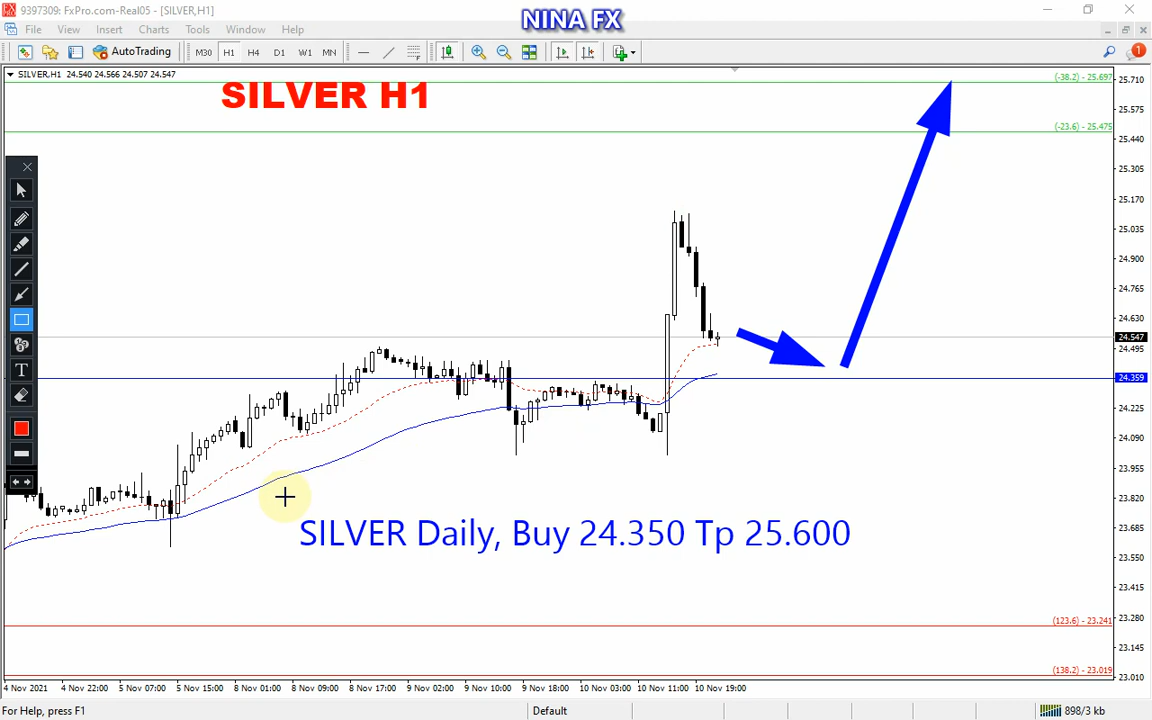 9397309: FxPro.com-Real05 - [SILVER,H1]
NINA FX
File View Insert Charts Tools Window Help
AutoTrading M30 H1 H4 D1 W1 MN
1
SILVER,H1 24.540 24.566 24.507 24.547
SILVER H1
(-38.2) - 25.697
25.710
25.575
(-23.6) - 25.475
25.440
25.305
25.170
25.035
24.900
24.765
24.630
24.547
24.495
24.359
24.225
24.090
23.955
23.820
SILVER Daily, Buy 24.350 Tp 25.600
23.685
23.550
23.415
23.280
(123.6) - 23.241
23.145
(138.2) - 23.019
23.010
T
4 Nov 2021 4 Nov 22:00 5 Nov 07:00 5 Nov 15:00 8 Nov 01:00 8 Nov 09:00 8 Nov 17:00 9 Nov 02:00 9 Nov 10:00 9 Nov 18:00 10 Nov 03:00 10 Nov 11:00 10 Nov 19:00
For Help, press F1 Default 898/3 kb